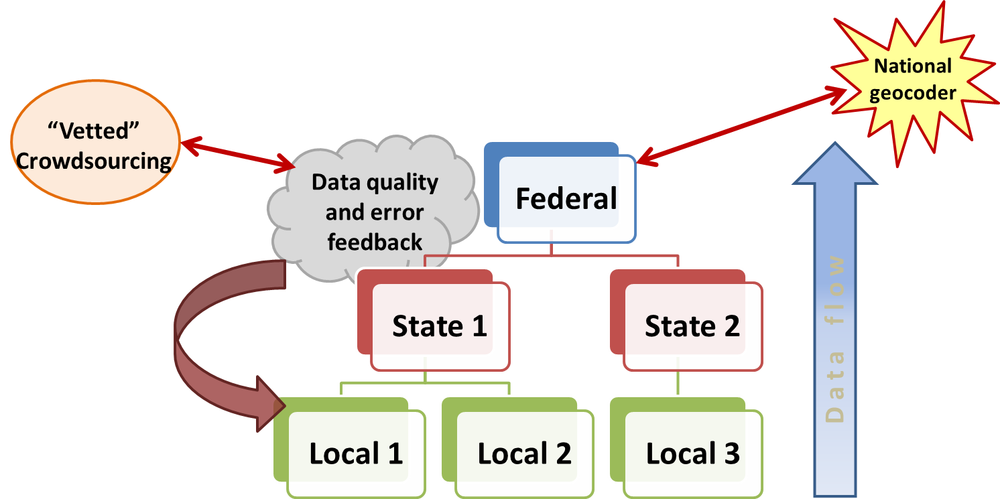 “Vetted”
Crowdsourcing
Data quality
and error
feedback
National
geocoder
Federal
State 1
State 2
Local 1
Local 2
Local 3
Data flow